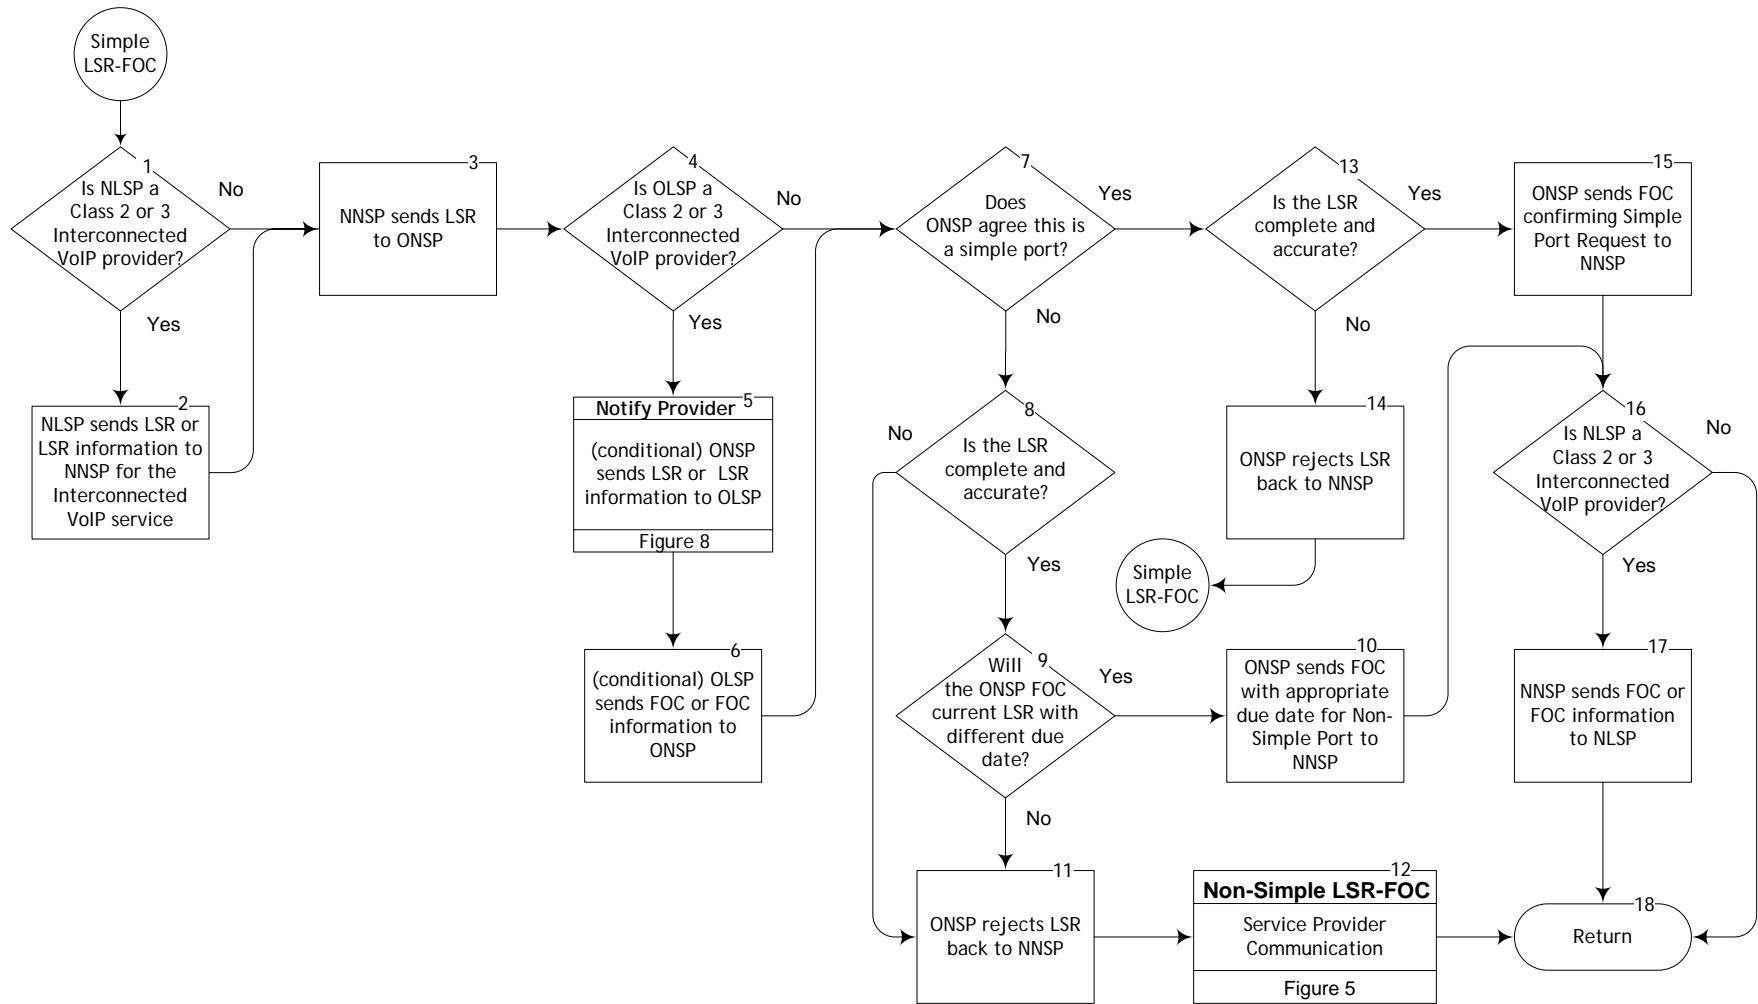 Simple
LSR-FOC
1
Is NLSP a
Class 2 or 3
Interconnected
VoIP provider?
No
Yes
2
NLSP sends LSR or
LSR information to
NNSP for the
Interconnected
VoIP service
3
NNSP sends LSR
to ONSP
4
Is OLSP a
Class 2 or 3
Interconnected
VoIP provider?
No
Yes
Notify Provider
5
(conditional) ONSP
sends LSR or LSR
information to OLSP
Figure 8
6
(conditional) OLSP
sends FOC or FOC
information to
ONSP
7
Does
ONSP agree this is
a simple port?
Yes
No
8
Is the LSR
complete and
accurate?
No
Yes
9
Will
the ONSP FOC
current LSR with
different due
date?
Yes
No
10
ONSP sends FOC
with appropriate
due date for Non-
Simple Port to
NNSP
11
ONSP rejects LSR
back to NNSP
12
Non-Simple LSR-FOC
Service Provider
Communication
Figure 5
13
Is the LSR
complete and
accurate?
Yes
No
14
ONSP rejects LSR
back to NNSP
Simple
LSR-FOC
15
ONSP sends FOC
confirming Simple
Port Request to
NNSP
16
Is NLSP a
Class 2 or 3
Interconnected
VoIP provider?
No
Yes
17
NNSP sends FOC or
FOC information
to NLSP
18
Return